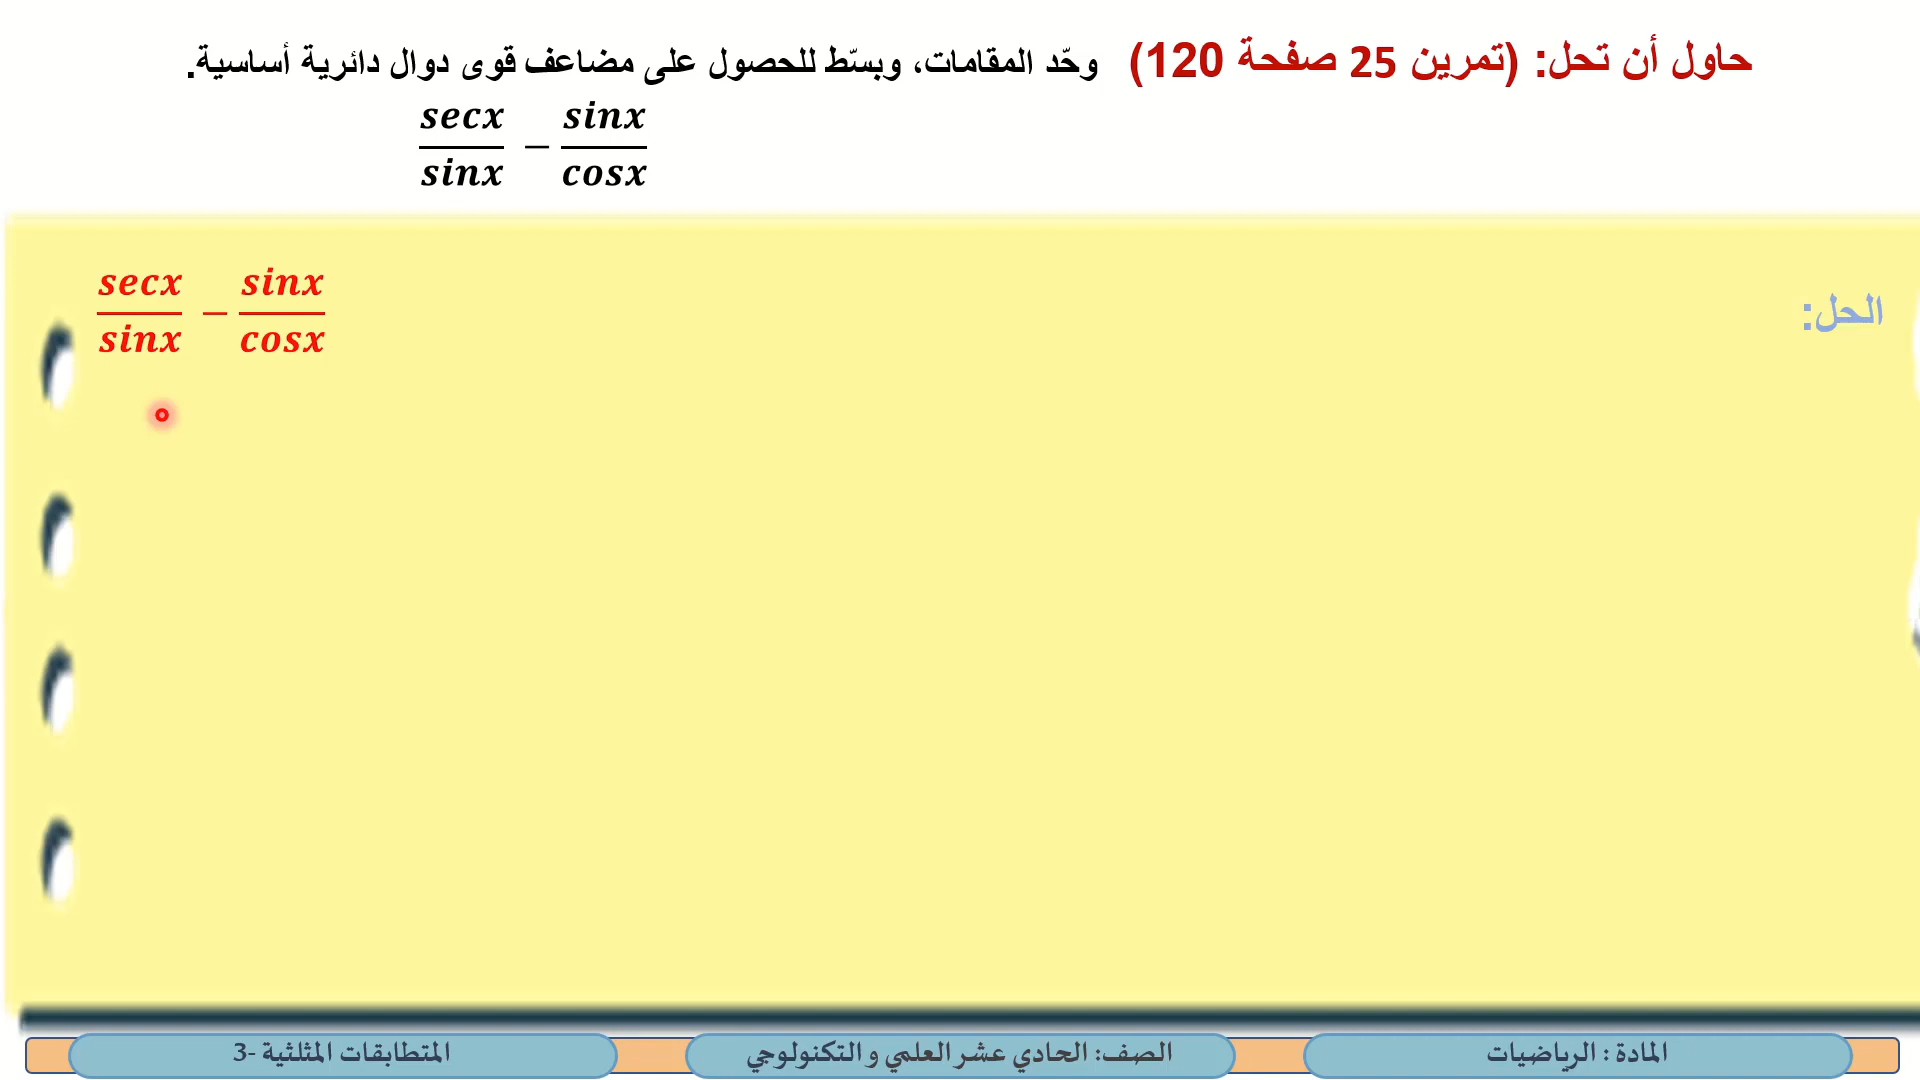 حاول أن تحل: (تمرين 25 صفحة 120) وحّد المقامات، وبسّط للحصول على مضاعف قوى دوال دائرية أساسية.
secx/sinx − sinx/cosx
الحل:
secx/sinx − sinx/cosx
المادة : الرياضيات
الصف: الحادي عشر العلمي و التكنولوجي
المتطابقات المثلثية -3